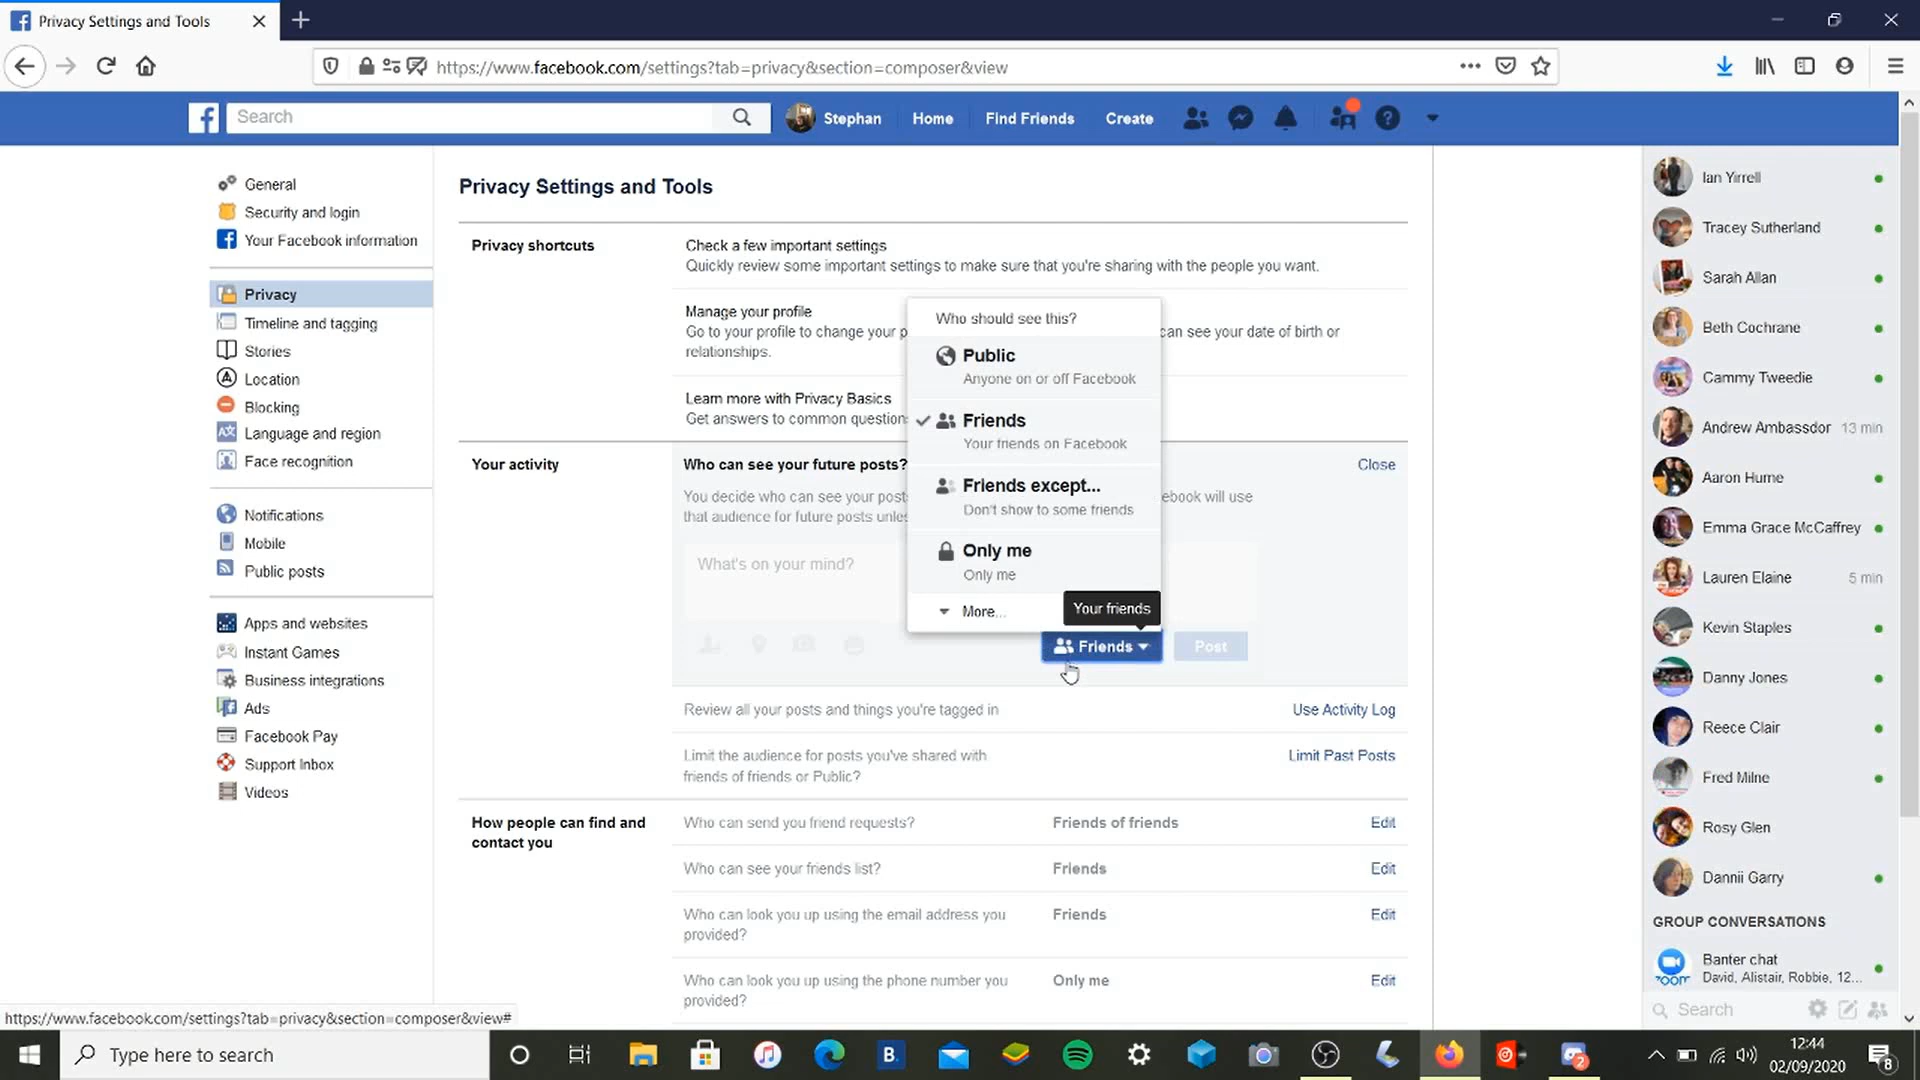 Privacy Settings and Tools
https://www.facebook.com/settings?tab=privacy&section=composer&view
Search
Stephan
Home
Find Friends
Create
General
Security and login
Your Facebook information
Privacy
Timeline and tagging
Stories
Location
Blocking
Language and region
Face recognition
Notifications
Mobile
Public posts
Apps and websites
Instant Games
Business integrations
Ads
Facebook Pay
Support Inbox
Videos
Privacy Settings and Tools
Privacy shortcuts
Check a few important settings
Quickly review some important settings to make sure that you're sharing with the people you want.
Manage your profile
Go to your profile to change your p
can see your date of birth or
relationships.
Learn more with Privacy Basics
Get answers to common question
Who should see this?
Public
Anyone on or off Facebook
Friends
Your friends on Facebook
Friends except...
Don't show to some friends
Only me
Only me
More...
Your friends
Your activity
Who can see your future posts?
Close
You decide who can see your post
ebook will use
that audience for future posts unles
What's on your mind?
Friends
Post
Review all your posts and things you're tagged in
Use Activity Log
Limit the audience for posts you've shared with
friends of friends or Public?
Limit Past Posts
How people can find and
contact you
Who can send you friend requests?
Friends of friends
Edit
Who can see your friends list?
Friends
Edit
Who can look you up using the email address you
provided?
Friends
Edit
Who can look you up using the phone number you
provided?
Only me
Edit
Ian Yirrell
Tracey Sutherland
Sarah Allan
Beth Cochrane
Cammy Tweedie
Andrew Ambassdor 13 min
Aaron Hume
Emma Grace McCaffrey
Lauren Elaine 5 min
Kevin Staples
Danny Jones
Reece Clair
Fred Milne
Rosy Glen
Dannii Garry
GROUP CONVERSATIONS
Banter chat
David, Alistair, Robbie, 12...
zoom
Search
https://www.facebook.com/settings?tab=privacy&section=composer&view#
Type here to search
B.
2
12:44
02/09/2020
8